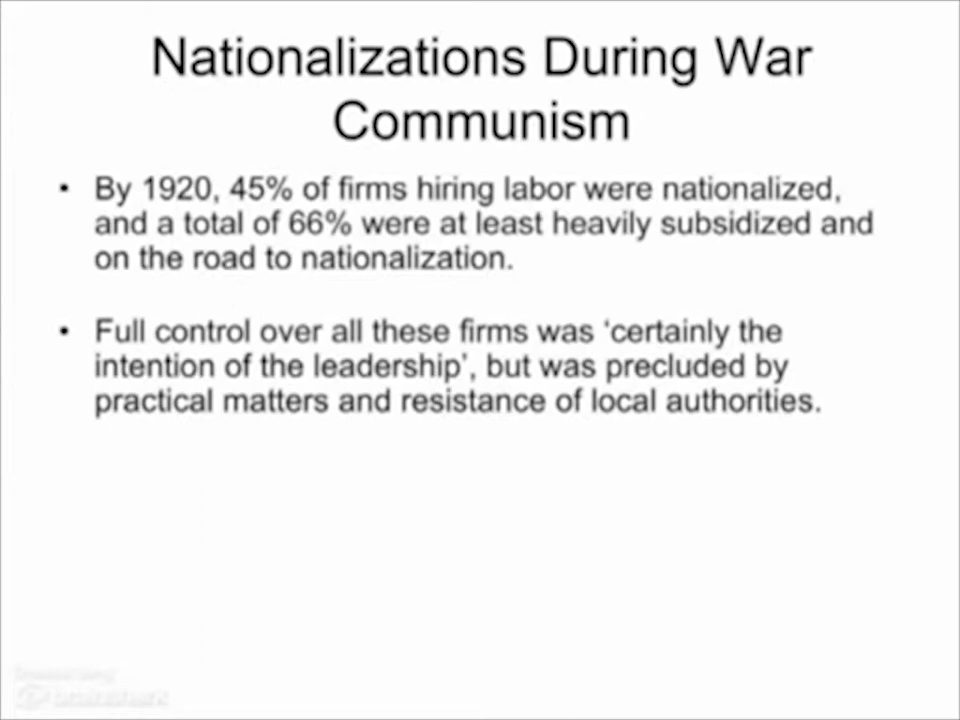 Nationalizations During War
Communism
• By 1920, 45% of firms hiring labor were nationalized,
and a total of 66% were at least heavily subsidized and
on the road to nationalization.
• Full control over all these firms was ‘certainly the
intention of the leadership’, but was precluded by
practical matters and resistance of local authorities.